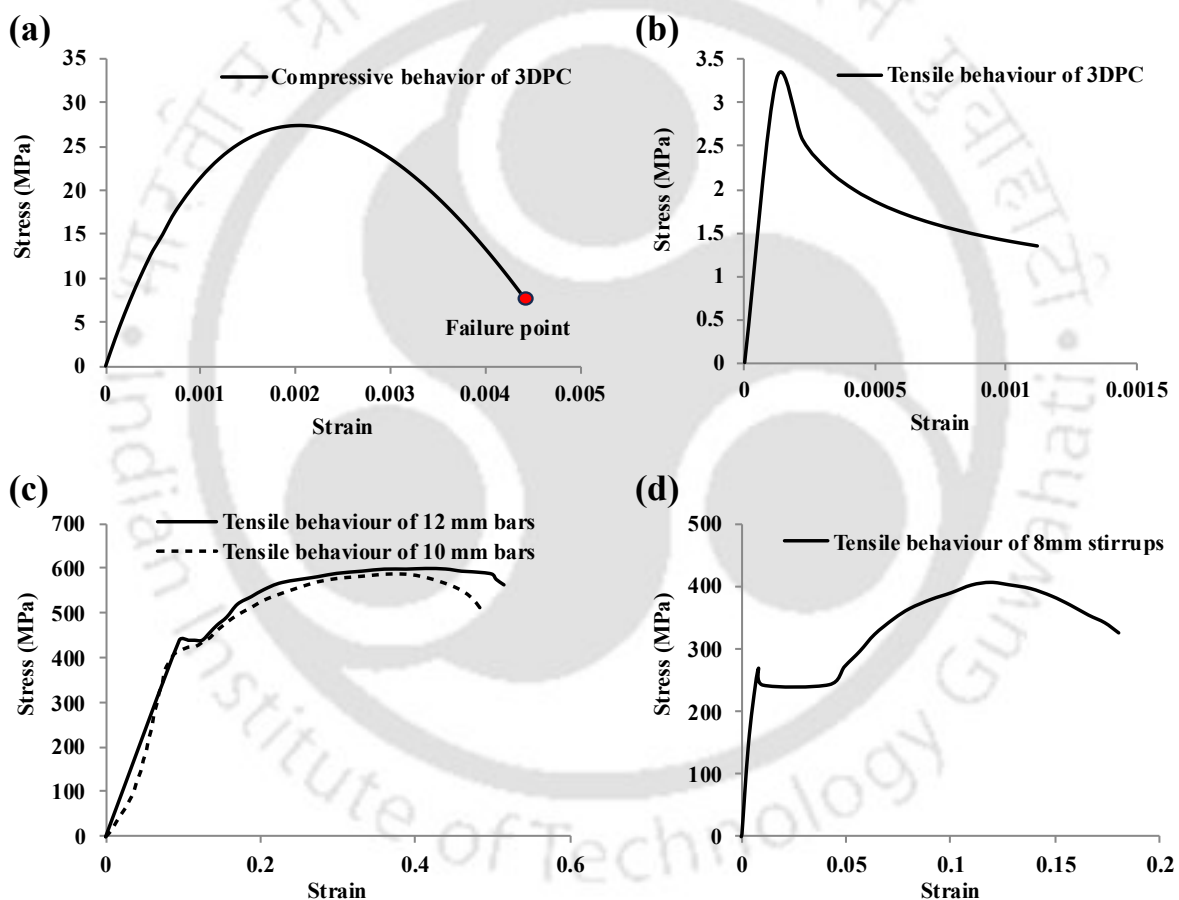 (a)
35
30
25
20
15
10
5
0
Stress (MPa)
Compressive behavior of 3DPC
Failure point
0 0.001 0.002 0.003 0.004 0.005
Strain
(b)
3.5
3
2.5
2
1.5
1
0.5
0
Stress (MPa)
Tensile behaviour of 3DPC
0 0.0005 0.001 0.0015
Strain
(c)
700
600
500
400
300
200
100
0
Stress (MPa)
Tensile behaviour of 12 mm bars
Tensile behaviour of 10 mm bars
0 0.2 0.4 0.6
Strain
(d)
500
400
300
200
100
0
Stress (MPa)
Tensile behaviour of 8mm stirrups
0 0.05 0.1 0.15 0.2
Strain
Indian Institute of Technology Guwahati